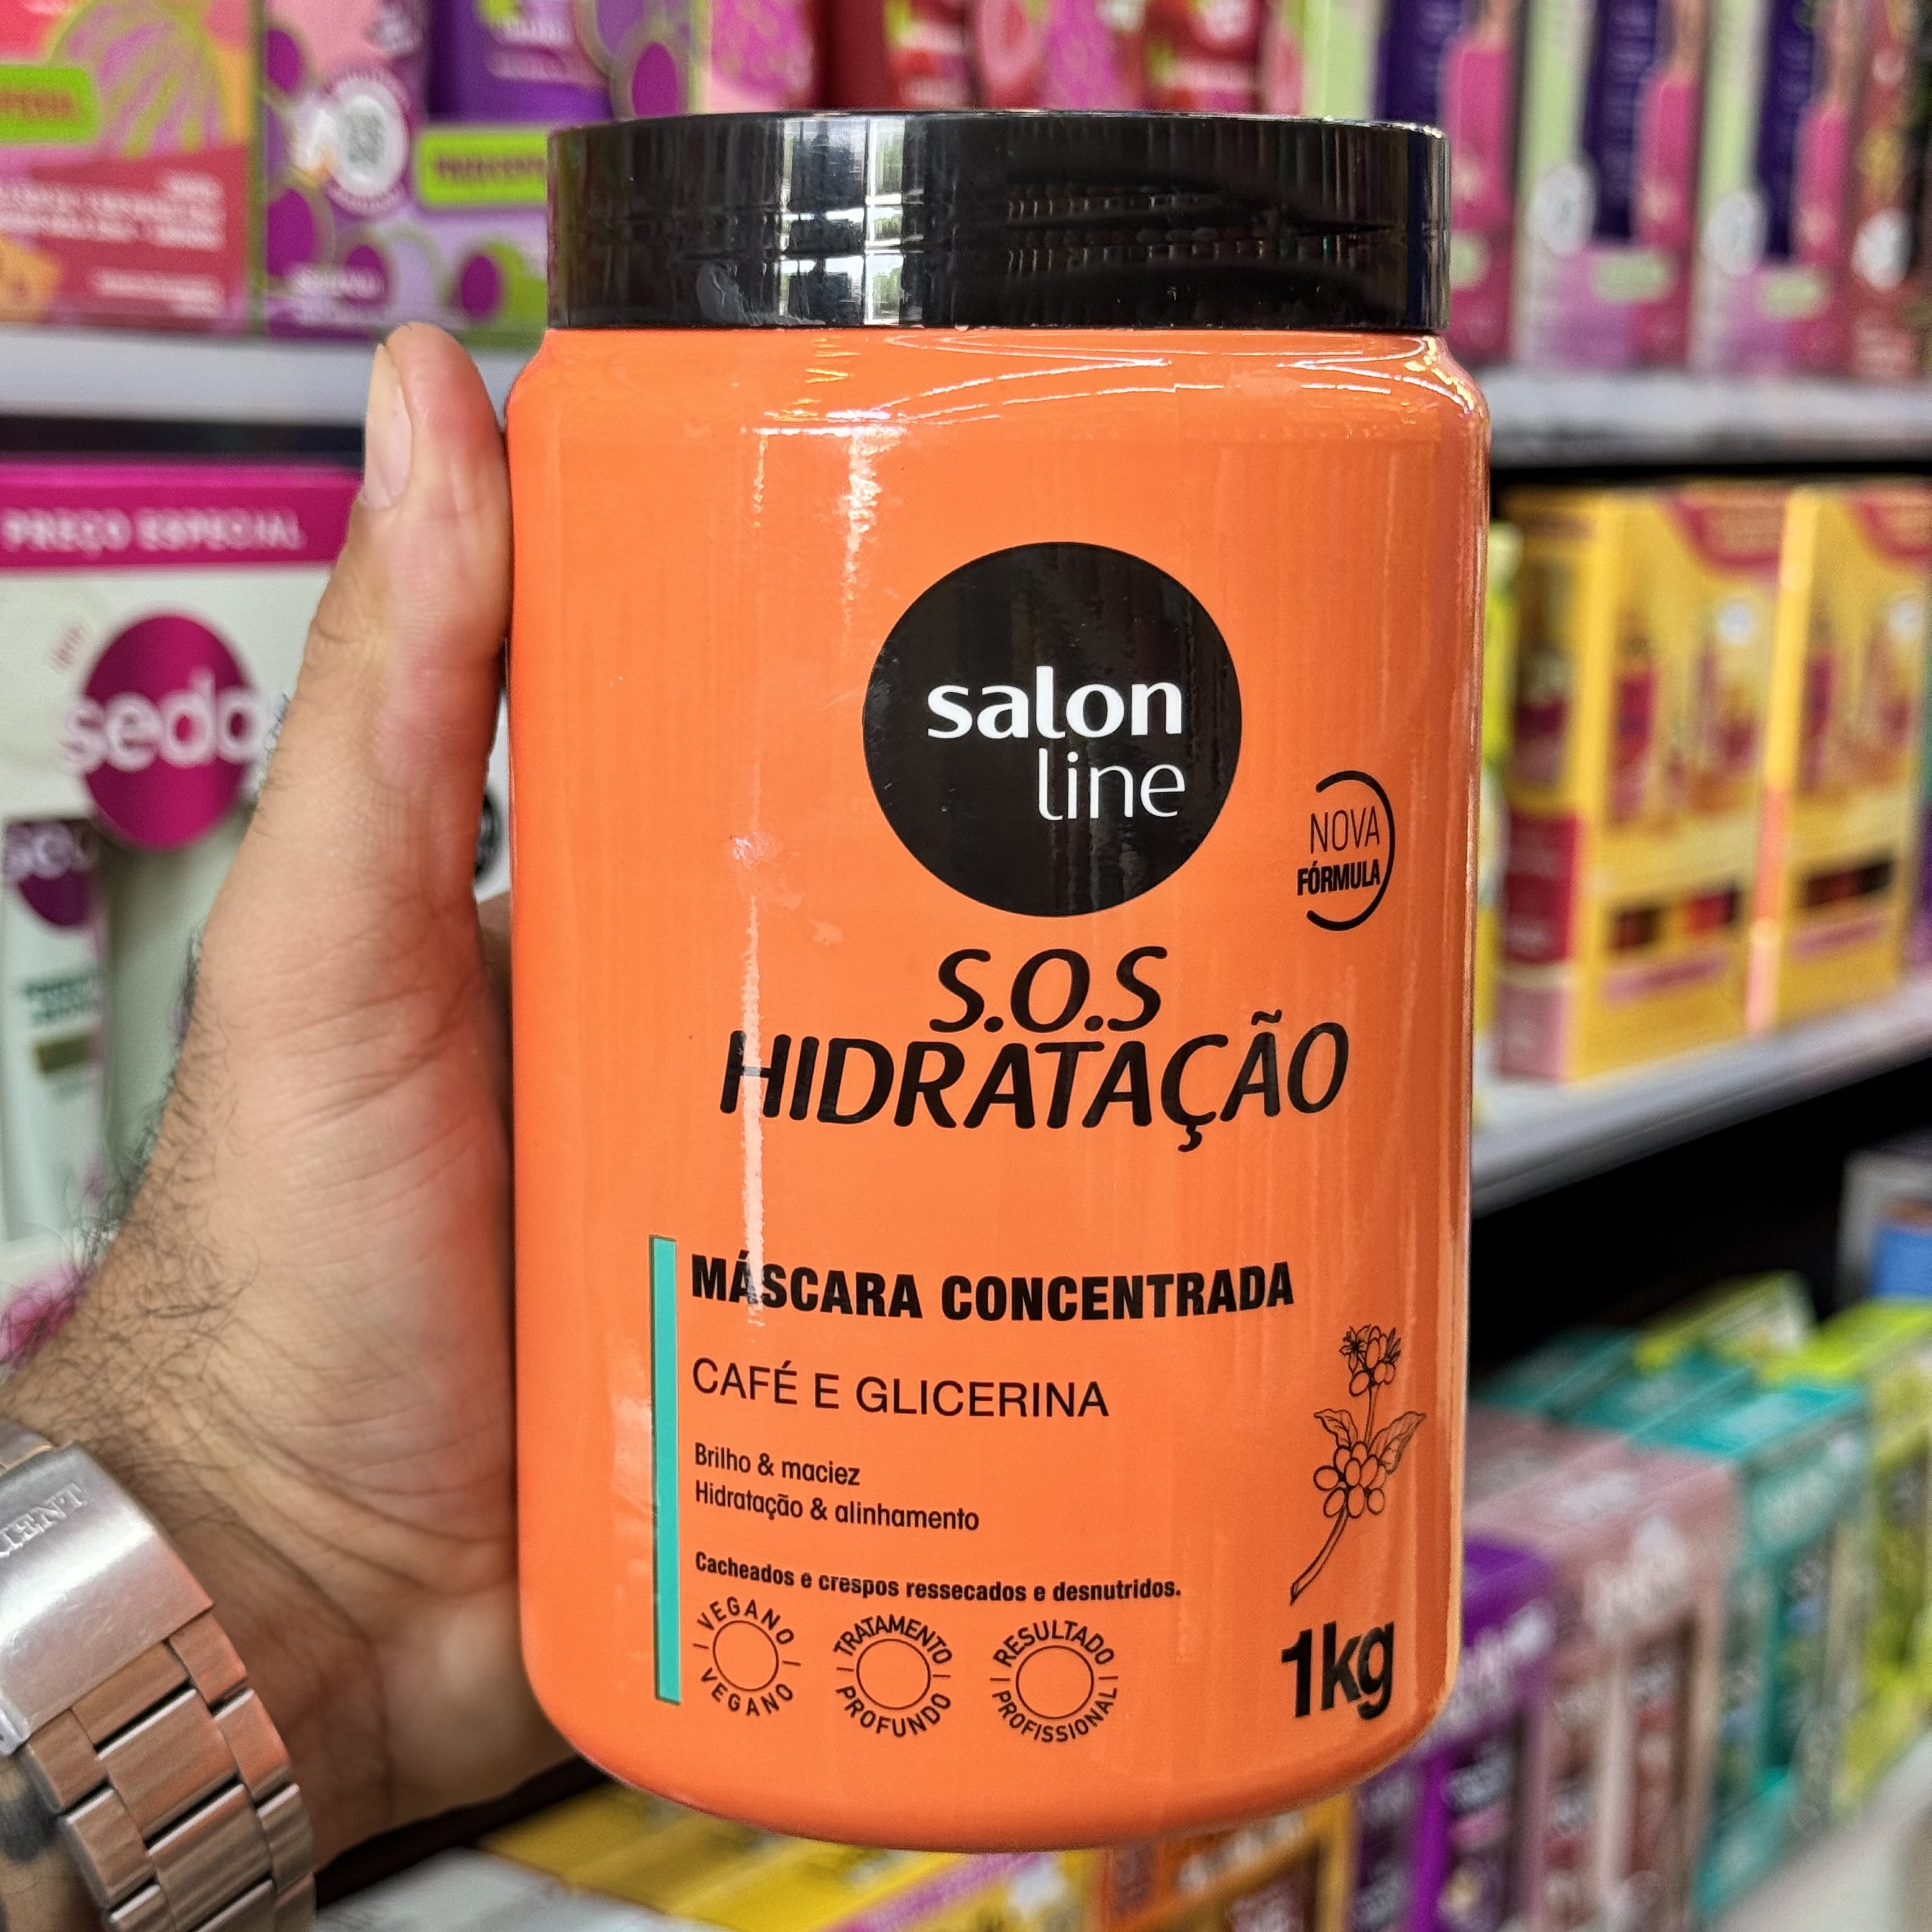 PREÇO ESPECIAL
seda
salon
line
NOVA
FÓRMULA
S.O.S
HIDRATAÇÃO
MÁSCARA CONCENTRADA
CAFÉ E GLICERINA
Brilho & maciez
Hidratação & alinhamento
Cacheados e crespos ressecados e desnutridos.
VEGANO
VEGANO
TRATAMENTO
PROFUNDO
RESULTADO
PROFISSIONAL
1kg